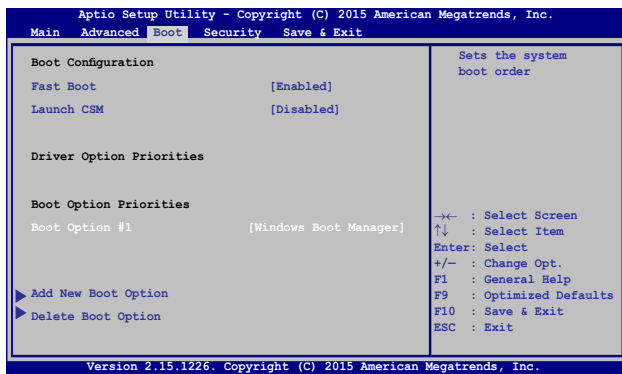 Aptio Setup Utility - Copyright (C) 2015 American Megatrends, Inc.
Main Advanced Boot Security Save & Exit
Boot Configuration
Fast Boot [Enabled]
Launch CSM [Disabled]
Driver Option Priorities
Boot Option Priorities
Boot Option #1 [Windows Boot Manager]
Add New Boot Option
Delete Boot Option
Sets the system
boot order
→← : Select Screen
↑↓ : Select Item
Enter: Select
+/— : Change Opt.
F1 : General Help
F9 : Optimized Defaults
F10 : Save & Exit
ESC : Exit
Version 2.15.1226. Copyright (C) 2015 American Megatrends, Inc.